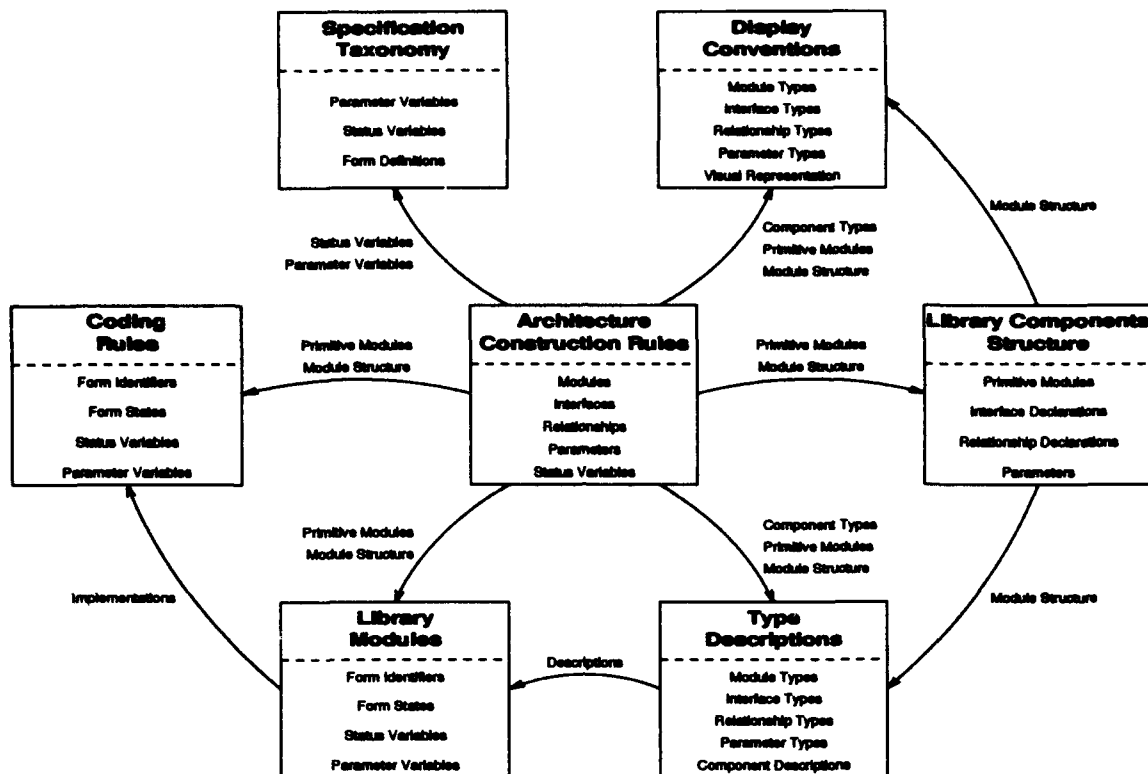 Specification
Taxonomy
Parameter Variables
Status Variables
Form Definitions
Display
Conventions
Module Types
Interface Types
Relationship Types
Parameter Types
Visual Representation
Module Structure
Status Variables
Parameter Variables
Component Types
Primitive Modules
Module Structure
Coding
Rules
Form Identifiers
Form States
Status Variables
Parameter Variables
Primitive Modules
Module Structure
Architecture
Construction Rules
Modules
Interfaces
Relationships
Parameters
Status Variables
Primitive Modules
Module Structure
Library Components
Structure
Primitive Modules
Interface Declarations
Relationship Declarations
Parameters
Primitive Modules
Module Structure
Component Types
Primitive Modules
Module Structure
Implementations
Module Structure
Library
Modules
Form Identifiers
Form States
Status Variables
Parameter Variables
Descriptions
Type
Descriptions
Module Types
Interface Types
Relationship Types
Parameter Types
Component Descriptions